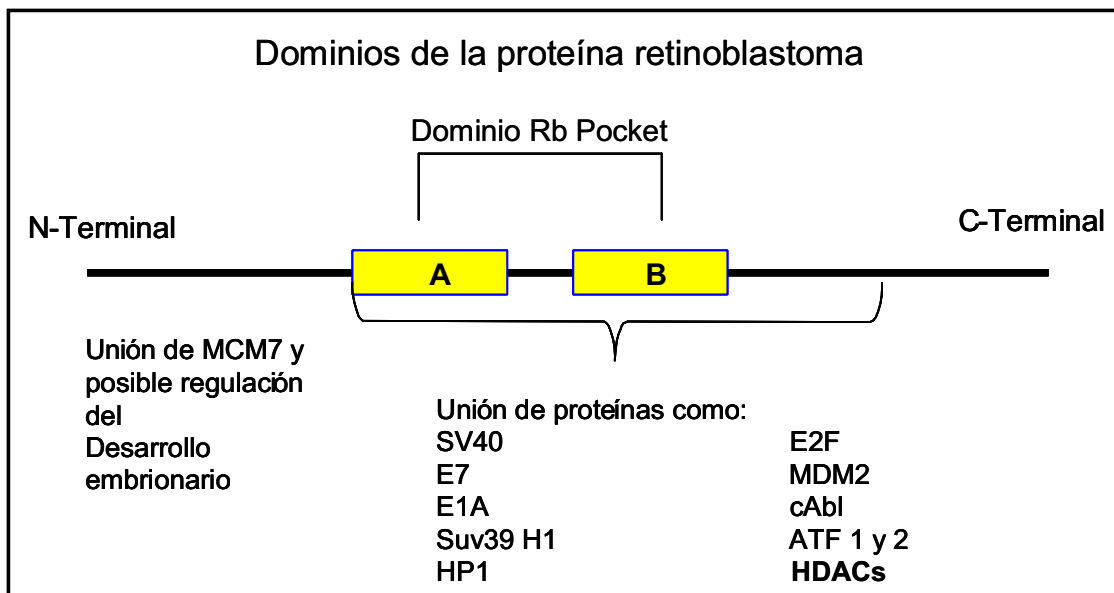 Dominios de la proteína retinoblastoma
Dominio Rb Pocket
N-Terminal
C-Terminal
A
B
Unión de MCM7 y
posible regulación
del
Desarrollo
embrionario
Unión de proteínas como:
SV40
E7
E1A
Suv39 H1
HP1
E2F
MDM2
cAbl
ATF 1 y 2
HDACs